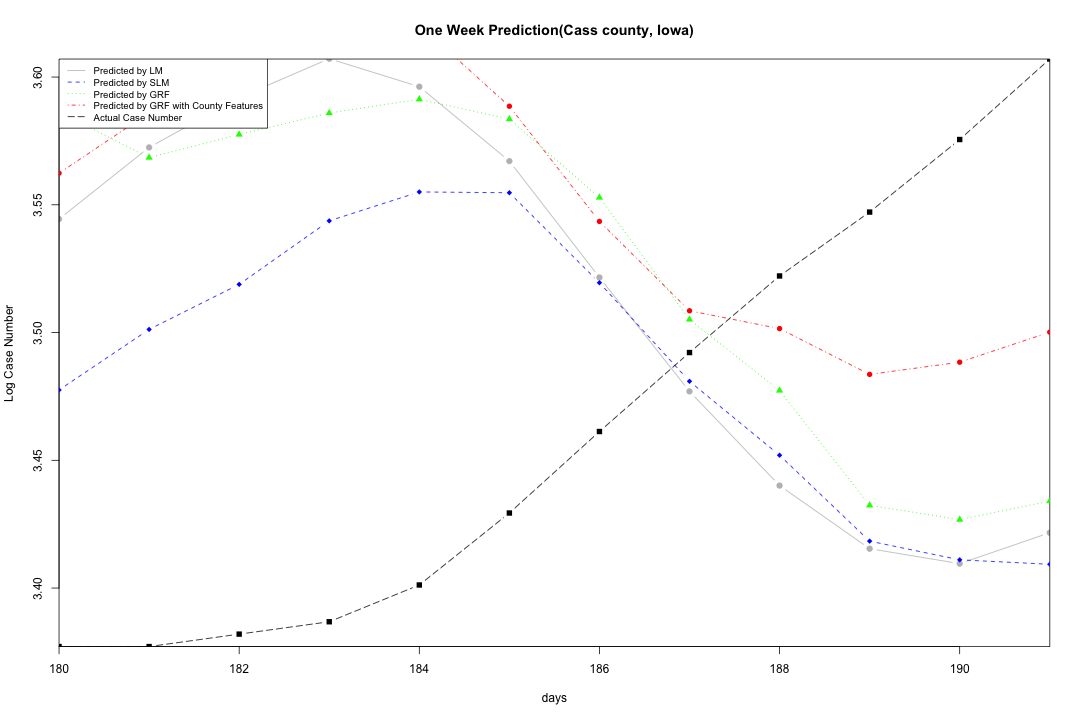 One Week Prediction(Cass county, Iowa)
Predicted by LM
Predicted by SLM
Predicted by GRF
Predicted by GRF with County Features
Actual Case Number
Log Case Number
3.60
3.55
3.50
3.45
3.40
180 182 184 186 188 190
days